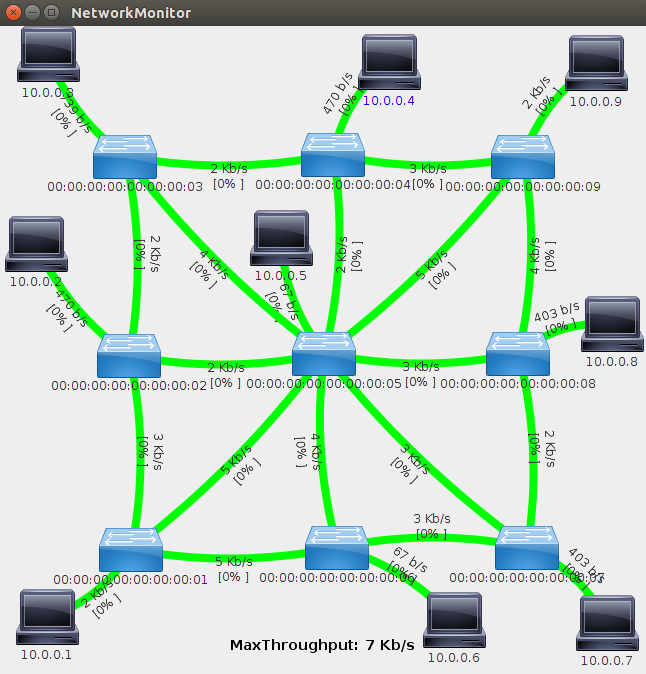 NetworkMonitor
10.0.0.3
10.0.0.4
10.0.0.9
739 b/s
[0% ]
470 b/s
[0% ]
2 Kb/s
[0% ]
00:00:00:00:00:00:00:03
2 Kb/s
[0% ]
00:00:00:00:00:00:00:04
3 Kb/s
[0% ]
00:00:00:00:00:00:00:09
10.0.0.2
470 b/s
[0% ]
2 Kb/s
[0% ]
4 Kb/s
[0% ]
10.0.0.5
67 b/s
[0% ]
2 Kb/s
[0% ]
5 Kb/s
[0% ]
4 Kb/s
[0% ]
403 b/s
[0% ]
10.0.0.8
00:00:00:00:00:00:00:02
2 Kb/s
[0% ]
00:00:00:00:00:00:00:05
3 Kb/s
[0% ]
00:00:00:00:00:00:00:08
3 Kb/s
[0% ]
5 Kb/s
[0% ]
4 Kb/s
[0% ]
3 Kb/s
[0% ]
2 Kb/s
[0% ]
00:00:00:00:00:00:00:01
5 Kb/s
[0% ]
00:00:00:00:00:00:00:06
3 Kb/s
[0% ]
00:00:00:00:00:00:00:07
2 Kb/s
[0% ]
67 b/s
[0% ]
403 b/s
[0% ]
10.0.0.1
MaxThroughput: 7 Kb/s
10.0.0.6
10.0.0.7